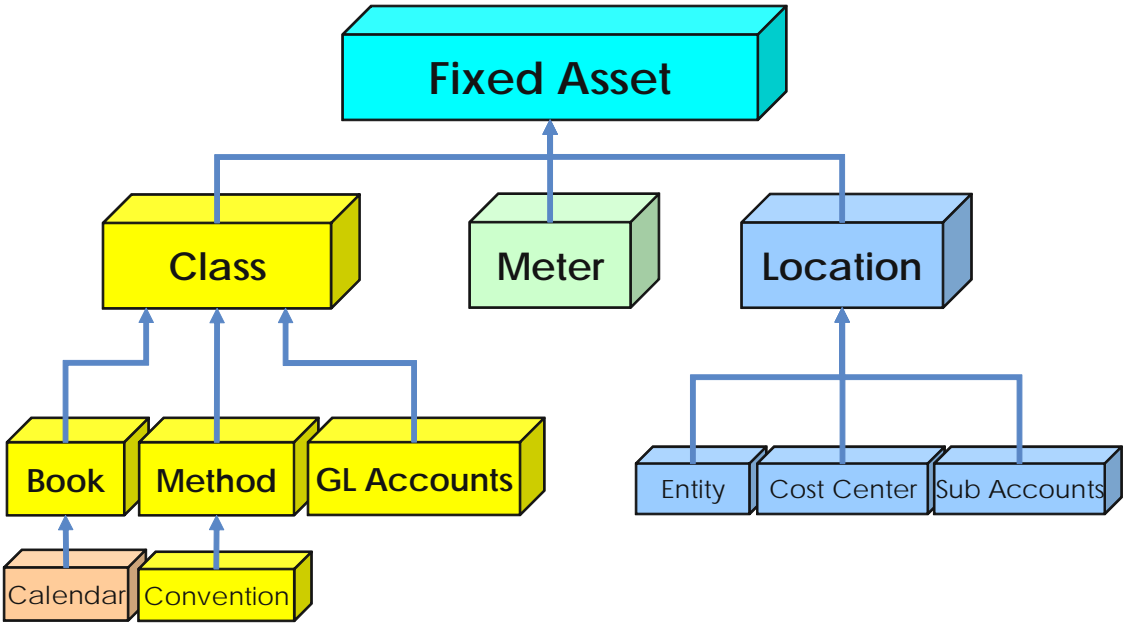 Fixed Asset
Class
Meter
Location
Book
Method
GL Accounts
Entity
Cost Center
Sub Accounts
Calendar
Convention